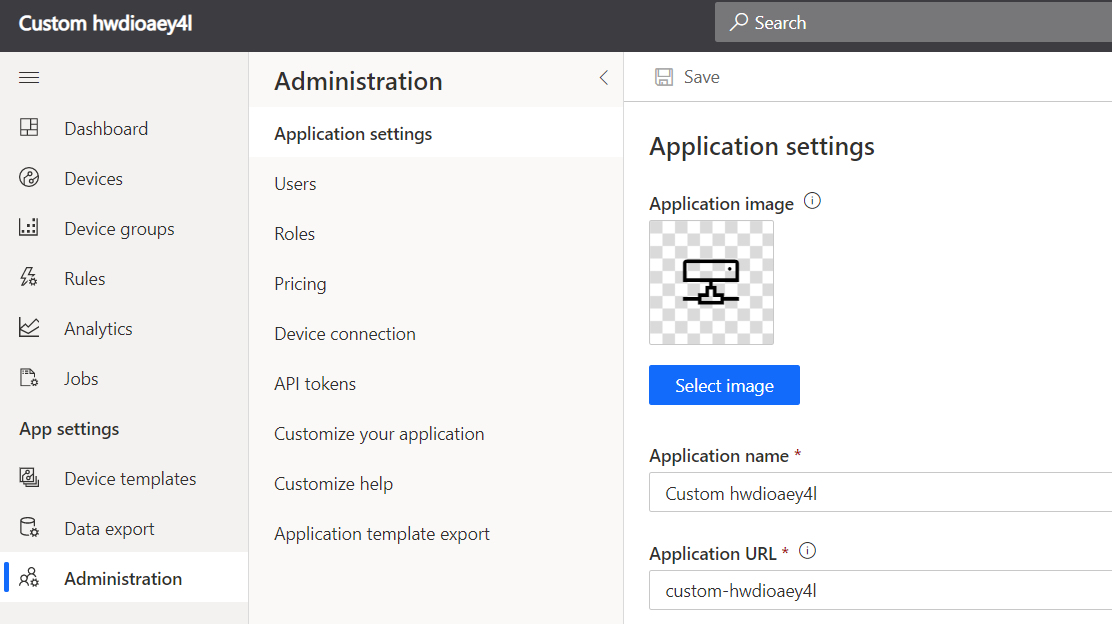 Custom hwdioaey4l
Search
Dashboard
Devices
Device groups
Rules
Analytics
Jobs
App settings
Device templates
Data export
Administration
Administration
Application settings
Users
Roles
Pricing
Device connection
API tokens
Customize your application
Customize help
Application template export
Save
Application settings
Application image
Select image
Application name *
Custom hwdioaey4l
Application URL *
custom-hwdioaey4l